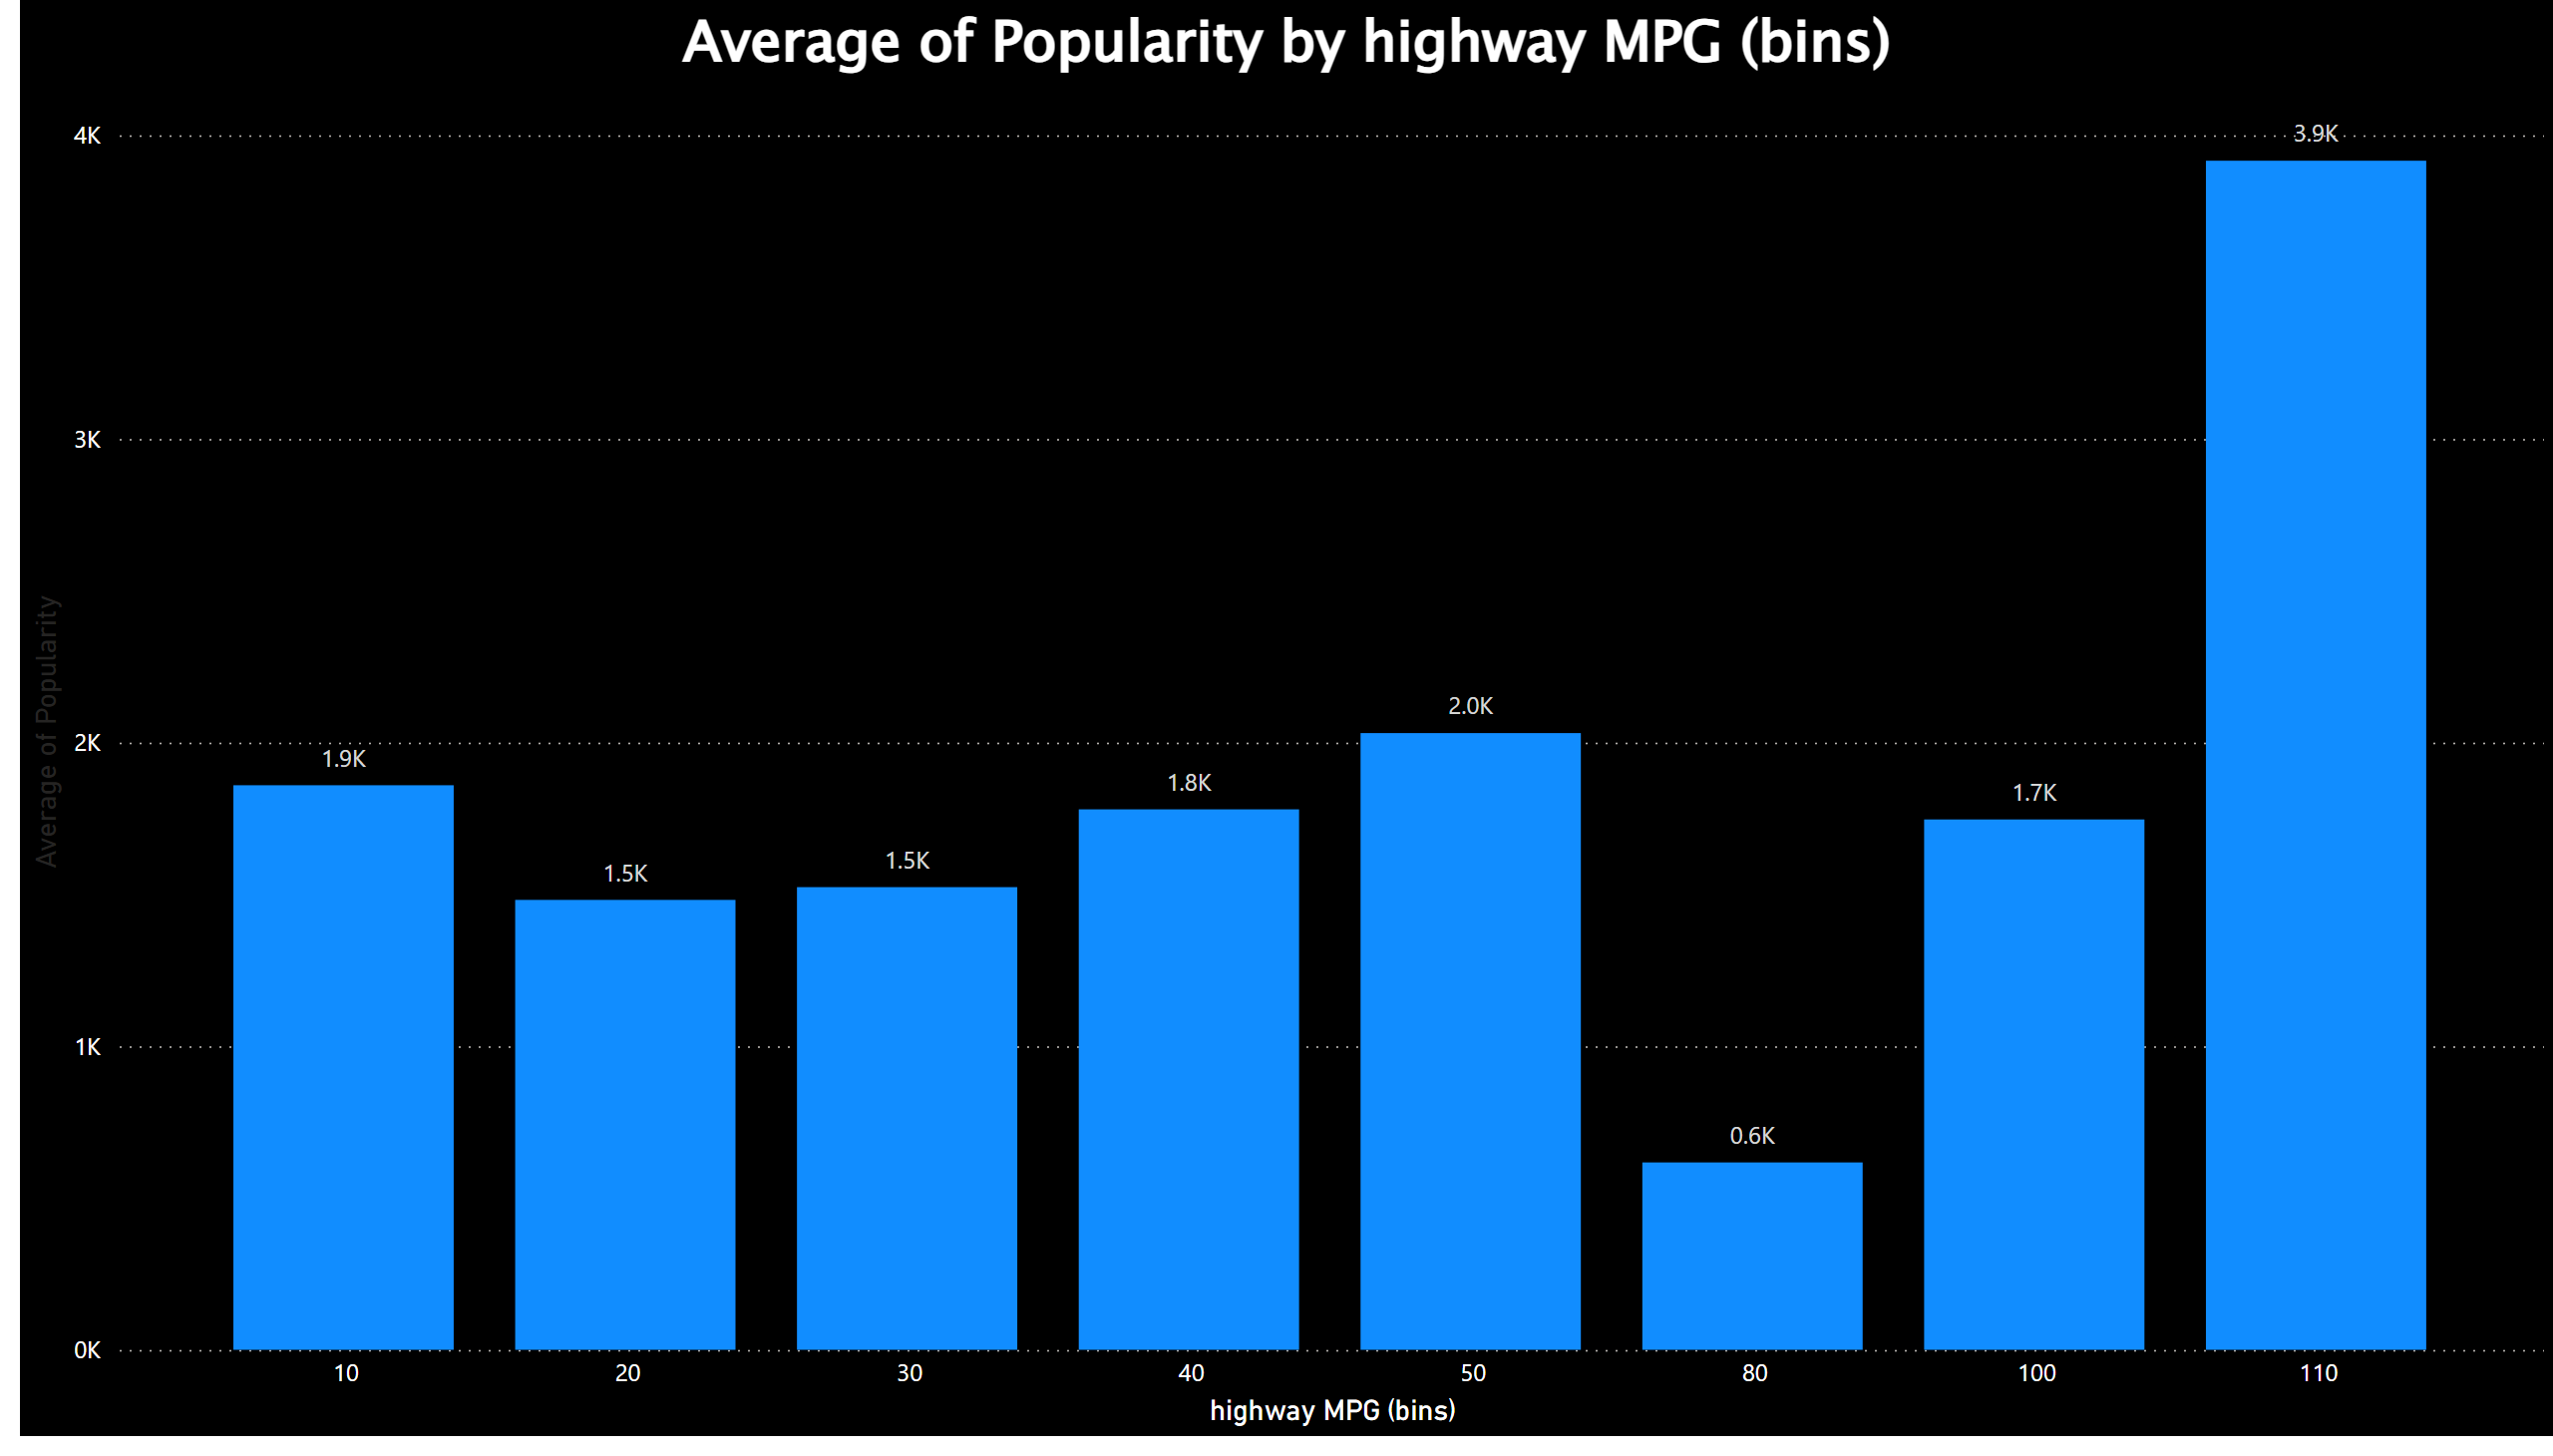 Average of Popularity by highway MPG (bins)
4K
3K
2K
1K
0K
Average of Popularity
1.9K
1.5K
1.5K
1.8K
2.0K
0.6K
1.7K
3.9K
10 20 30 40 50 80 100 110
highway MPG (bins)